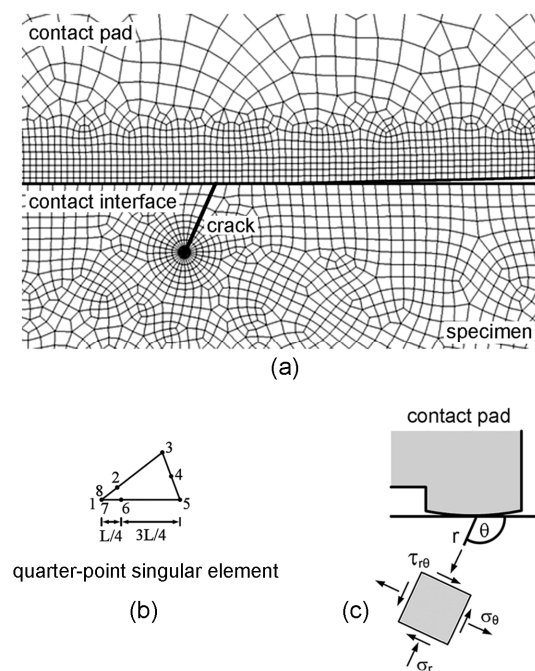 contact pad
contact interface
crack
specimen
(a)
3
2
4
8
1
7
6
5
L/4
3L/4
quarter-point singular element
(b)
contact pad
r
θ
τrθ
σθ
σr
(c)